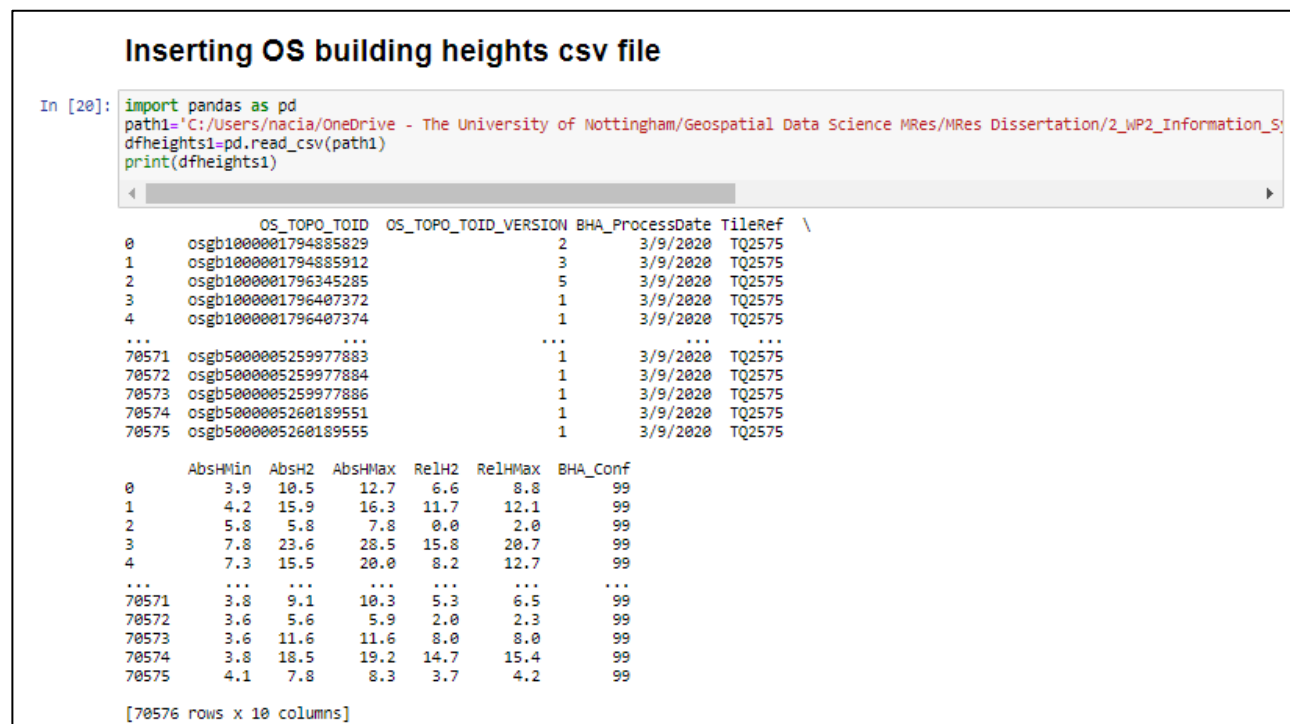 Inserting OS building heights csv file
In [20]: import pandas as pd
path1='C:/Users/nacia/OneDrive - The University of Nottingham/Geospatial Data Science MRes/MRes Dissertation/2_WP2_Information_Sy
dfheights1=pd.read_csv(path1)
print(dfheights1)
OS_TOPO_TOID OS_TOPO_TOID_VERSION BHA_ProcessDate TileRef \
0 osgb1000001794885829 2 3/9/2020 TQ2575
1 osgb1000001794885912 3 3/9/2020 TQ2575
2 osgb1000001796345285 5 3/9/2020 TQ2575
3 osgb1000001796407372 1 3/9/2020 TQ2575
4 osgb1000001796407374 1 3/9/2020 TQ2575
... ... ... ... ...
70571 osgb5000005259977883 1 3/9/2020 TQ2575
70572 osgb5000005259977884 1 3/9/2020 TQ2575
70573 osgb5000005259977886 1 3/9/2020 TQ2575
70574 osgb5000005260189551 1 3/9/2020 TQ2575
70575 osgb5000005260189555 1 3/9/2020 TQ2575
AbsHMin AbsH2 AbsHMax RelH2 RelHMax BHA_Conf
0 3.9 10.5 12.7 6.6 8.8 99
1 4.2 15.9 16.3 11.7 12.1 99
2 5.8 5.8 7.8 0.0 2.0 99
3 7.8 23.6 28.5 15.8 20.7 99
4 7.3 15.5 20.0 8.2 12.7 99
... ... ... ... ... ... ...
70571 3.8 9.1 10.3 5.3 6.5 99
70572 3.6 5.6 5.9 2.0 2.3 99
70573 3.6 11.6 11.6 8.0 8.0 99
70574 3.8 18.5 19.2 14.7 15.4 99
70575 4.1 7.8 8.3 3.7 4.2 99
[70576 rows x 10 columns]